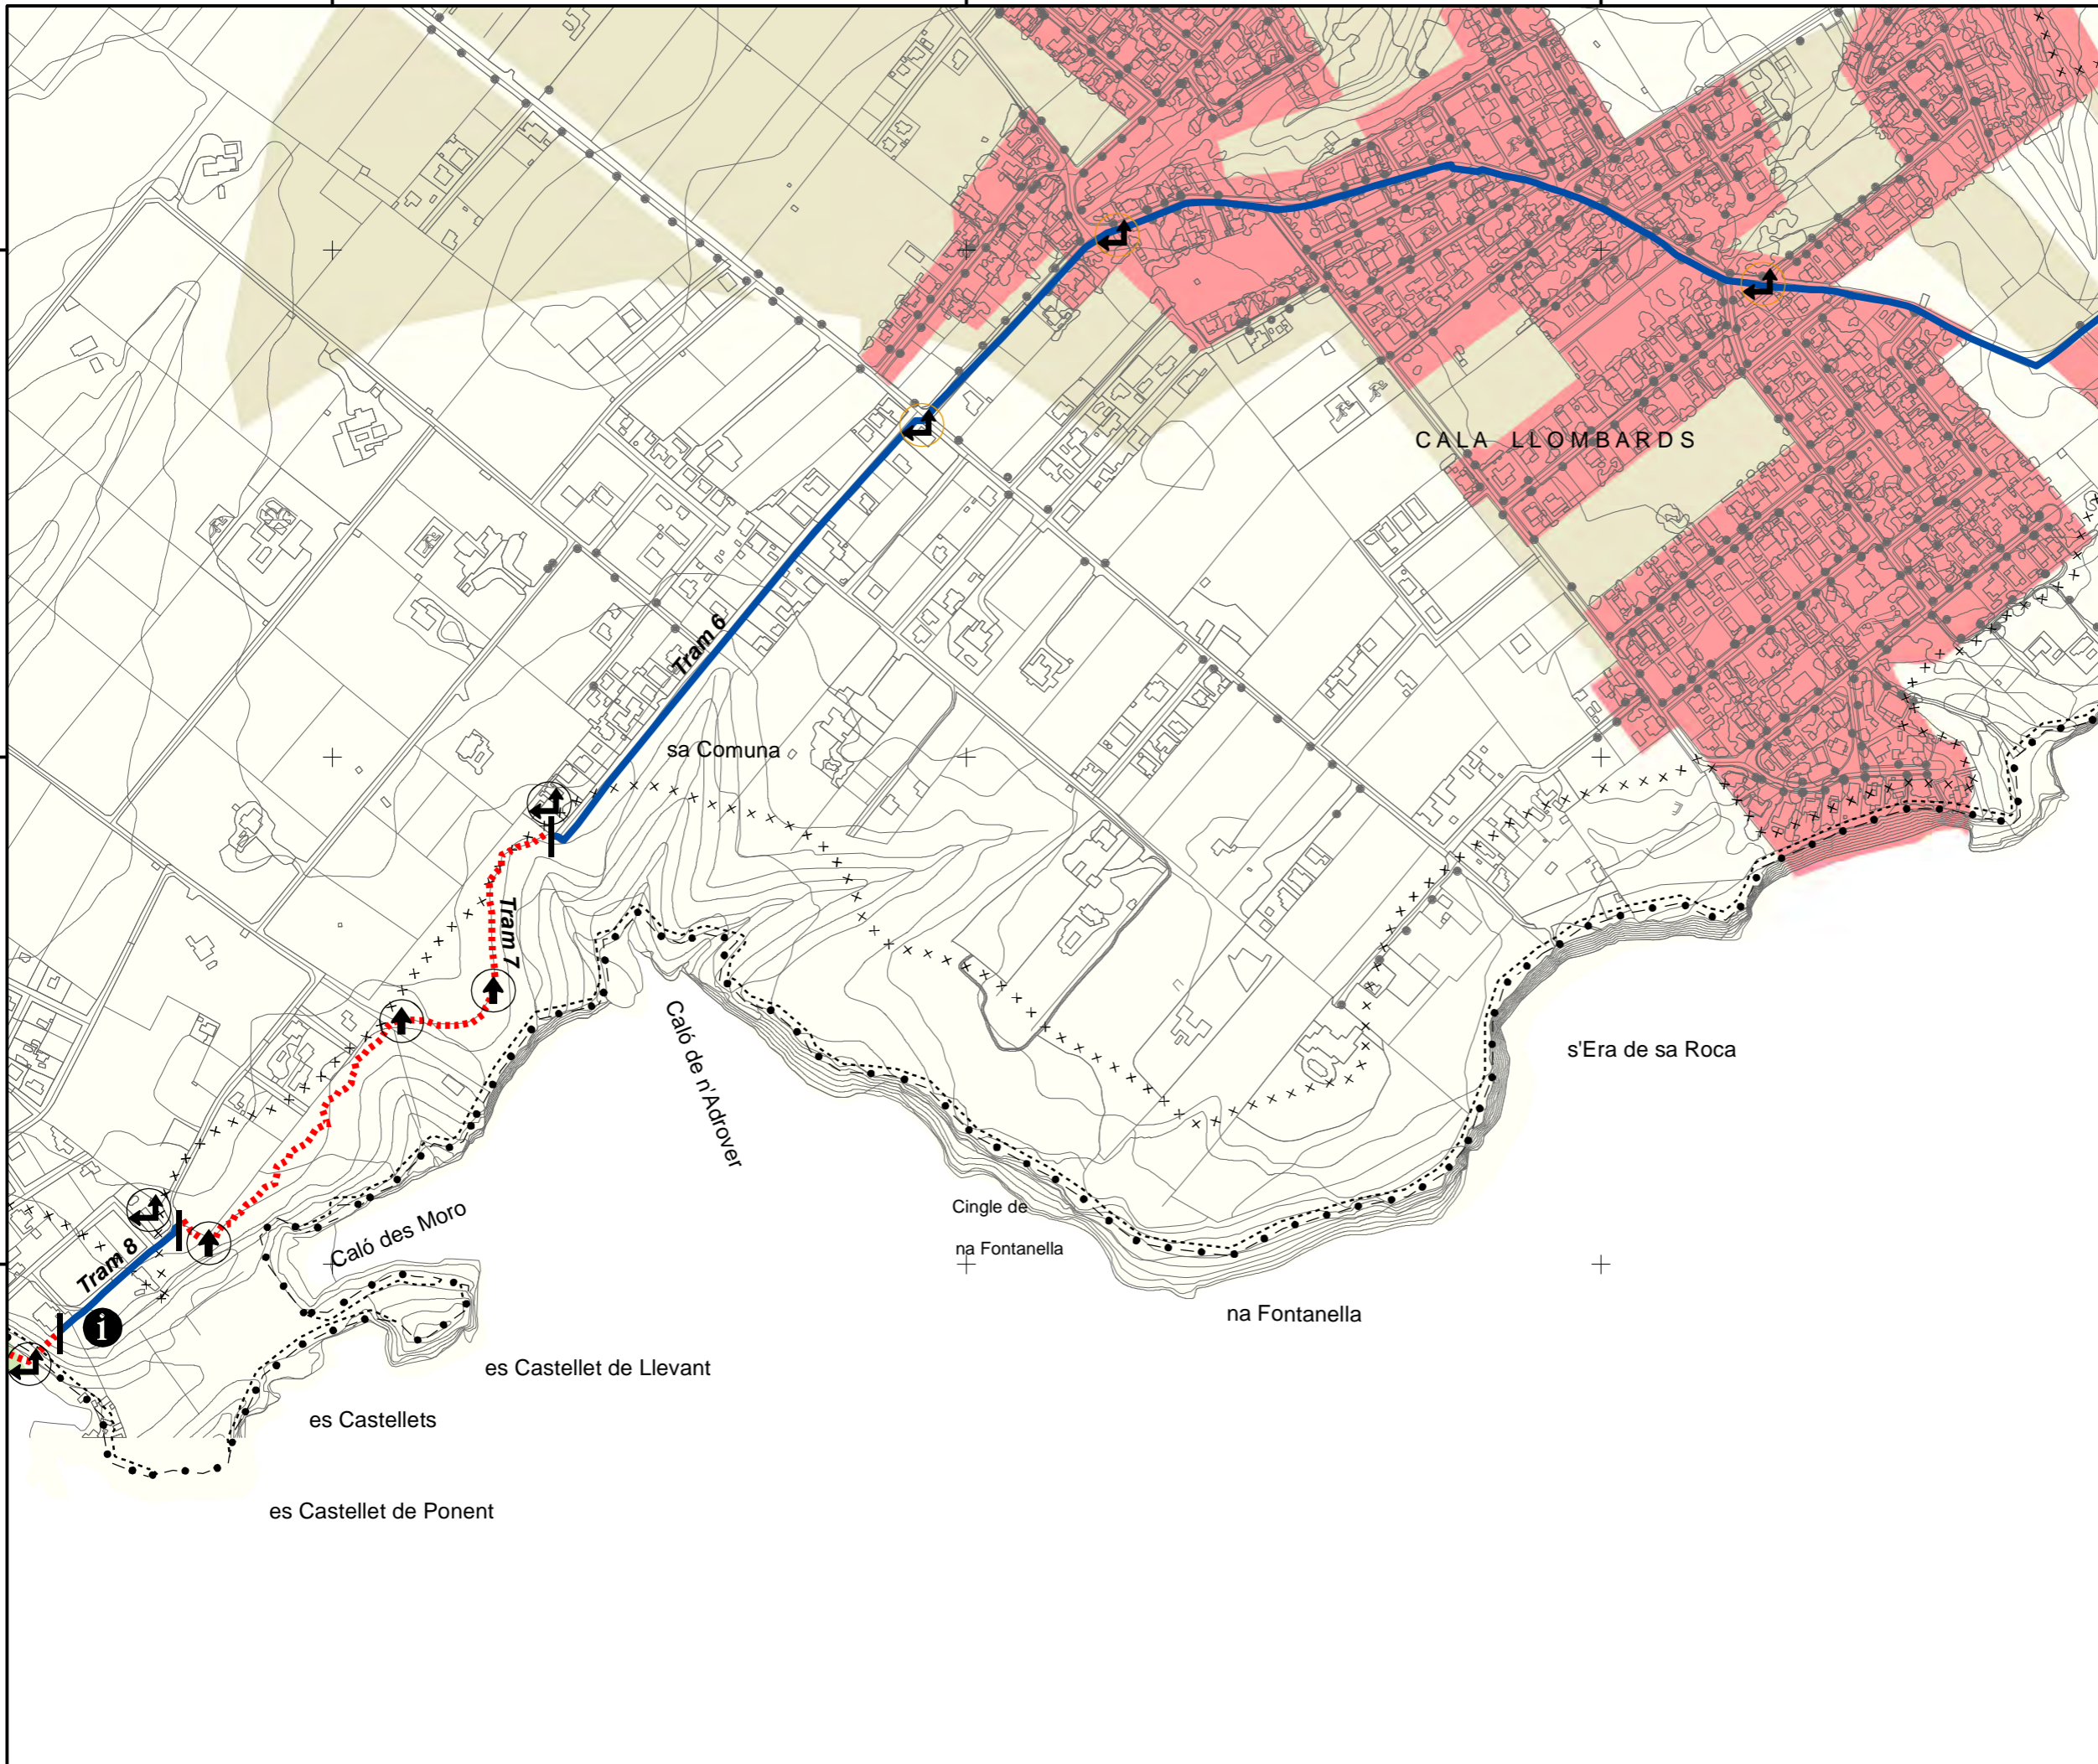 CALA LLOMBARDS
Tram 6
sa Comuna
Tram 7
Caló de n'Adrover
s'Era de sa Roca
Cingle de
na Fontanella
Caló des Moro
Tram 8
i
na Fontanella
es Castellet de Llevant
es Castellets
es Castellet de Ponent